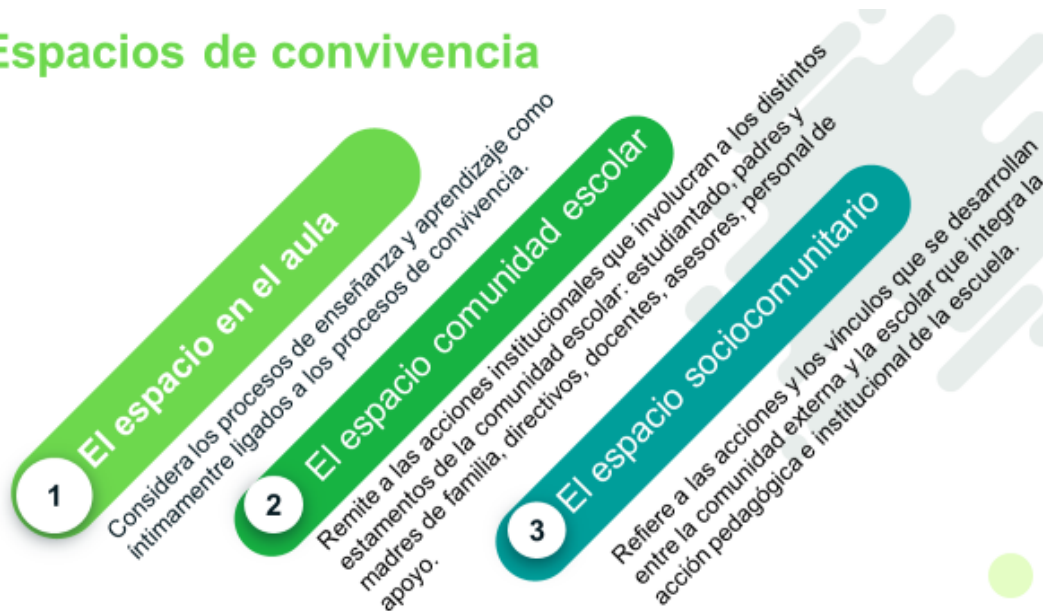 Espacios de convivencia
1
El espacio en el aula
Considera los procesos de enseñanza y aprendizaje como
íntimamentre ligados a los procesos de convivencia.
2
El espacio comunidad escolar
Remite a las acciones institucionales que involucran a los distintos
estamentos de la comunidad escolar: estudiantado, padres y
madres de familia, directivos, docentes, asesores, personal de
apoyo.
3
El espacio sociocomunitario
Refiere a las acciones y los vínculos que se desarrollan
entre la comunidad externa y la escolar que integra la
acción pedagógica e institucional de la escuela.